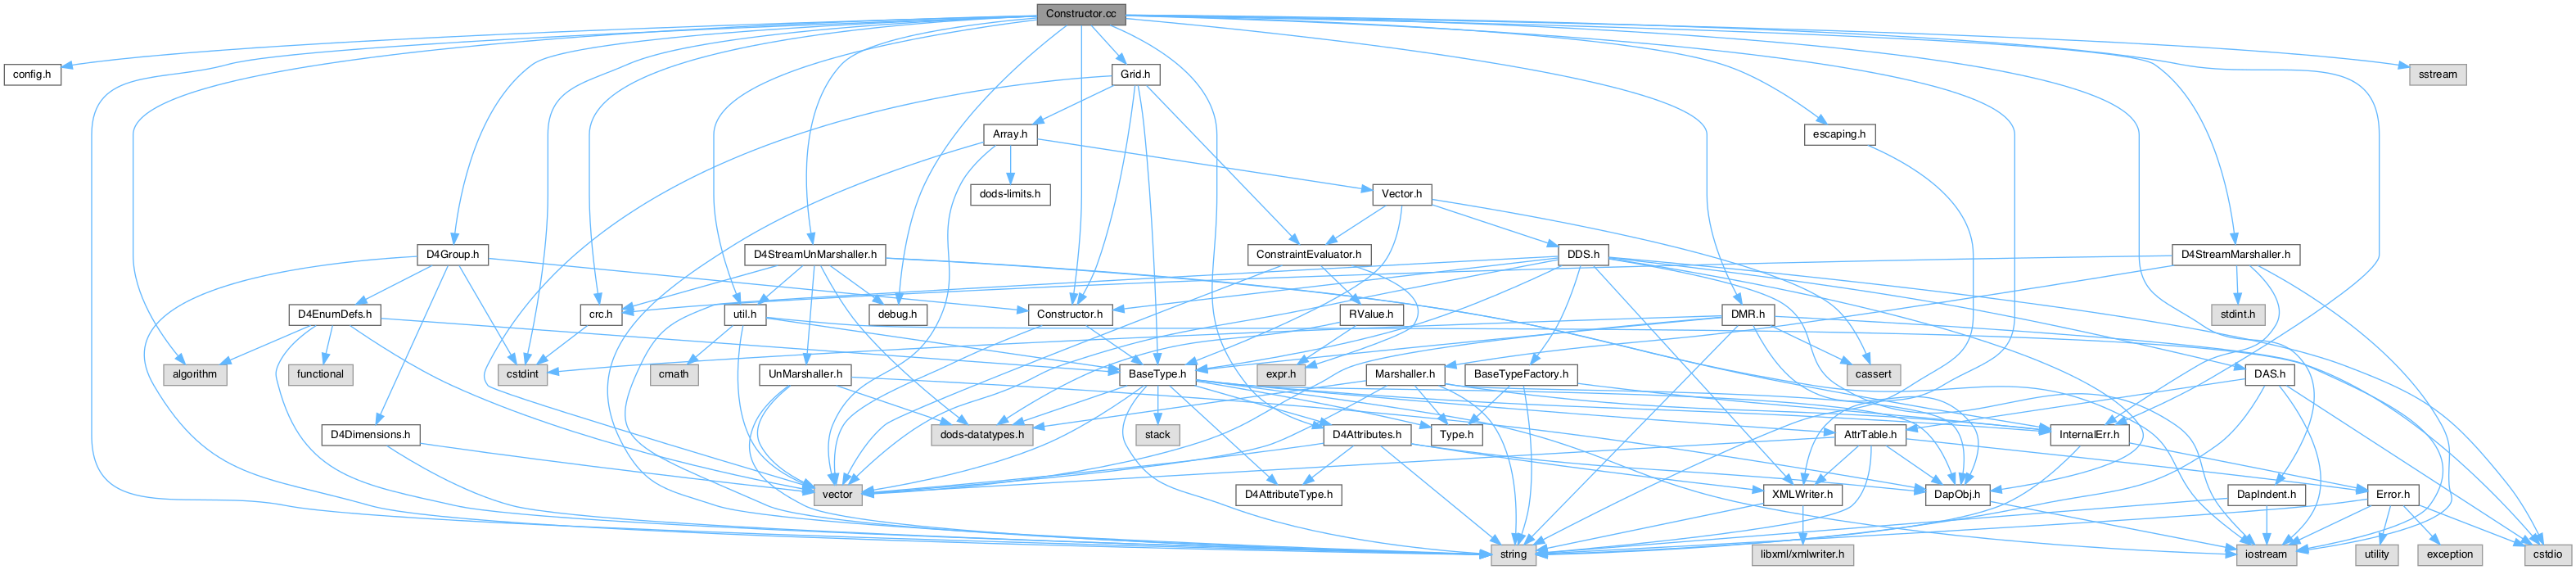 Constructor.cc
config.h
Grid.h
sstream
Array.h
escaping.h
dods-limits.h
Vector.h
D4Group.h
D4StreamUnMarshaller.h
ConstraintEvaluator.h
DDS.h
D4StreamMarshaller.h
D4EnumDefs.h
crc.h
util.h
debug.h
Constructor.h
RValue.h
DMR.h
stdint.h
algorithm
functional
cstdint
cmath
UnMarshaller.h
BaseType.h
expr.h
Marshaller.h
BaseTypeFactory.h
cassert
DAS.h
D4Dimensions.h
dods-datatypes.h
stack
D4Attributes.h
Type.h
AttrTable.h
InternalErr.h
vector
D4AttributeType.h
XMLWriter.h
DapObj.h
DapIndent.h
Error.h
string
libxml/xmlwriter.h
iostream
utility
exception
cstdio